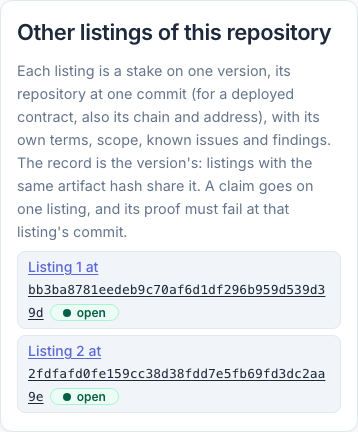 Other listings of this repository
Each listing is a stake on one version, its
repository at one commit (for a deployed
contract, also its chain and address), with its
own terms, scope, known issues and findings.
The record is the version's: listings with the
same artifact hash share it. A claim goes on
one listing, and its proof must fail at that
listing's commit.
Listing 1 at
bb3ba8781eedeb9c70af6d1df296b959d539d3
9d open
Listing 2 at
2fdfafd0fe159cc38d38fdd7e5fb69fd3dc2aa
9e open